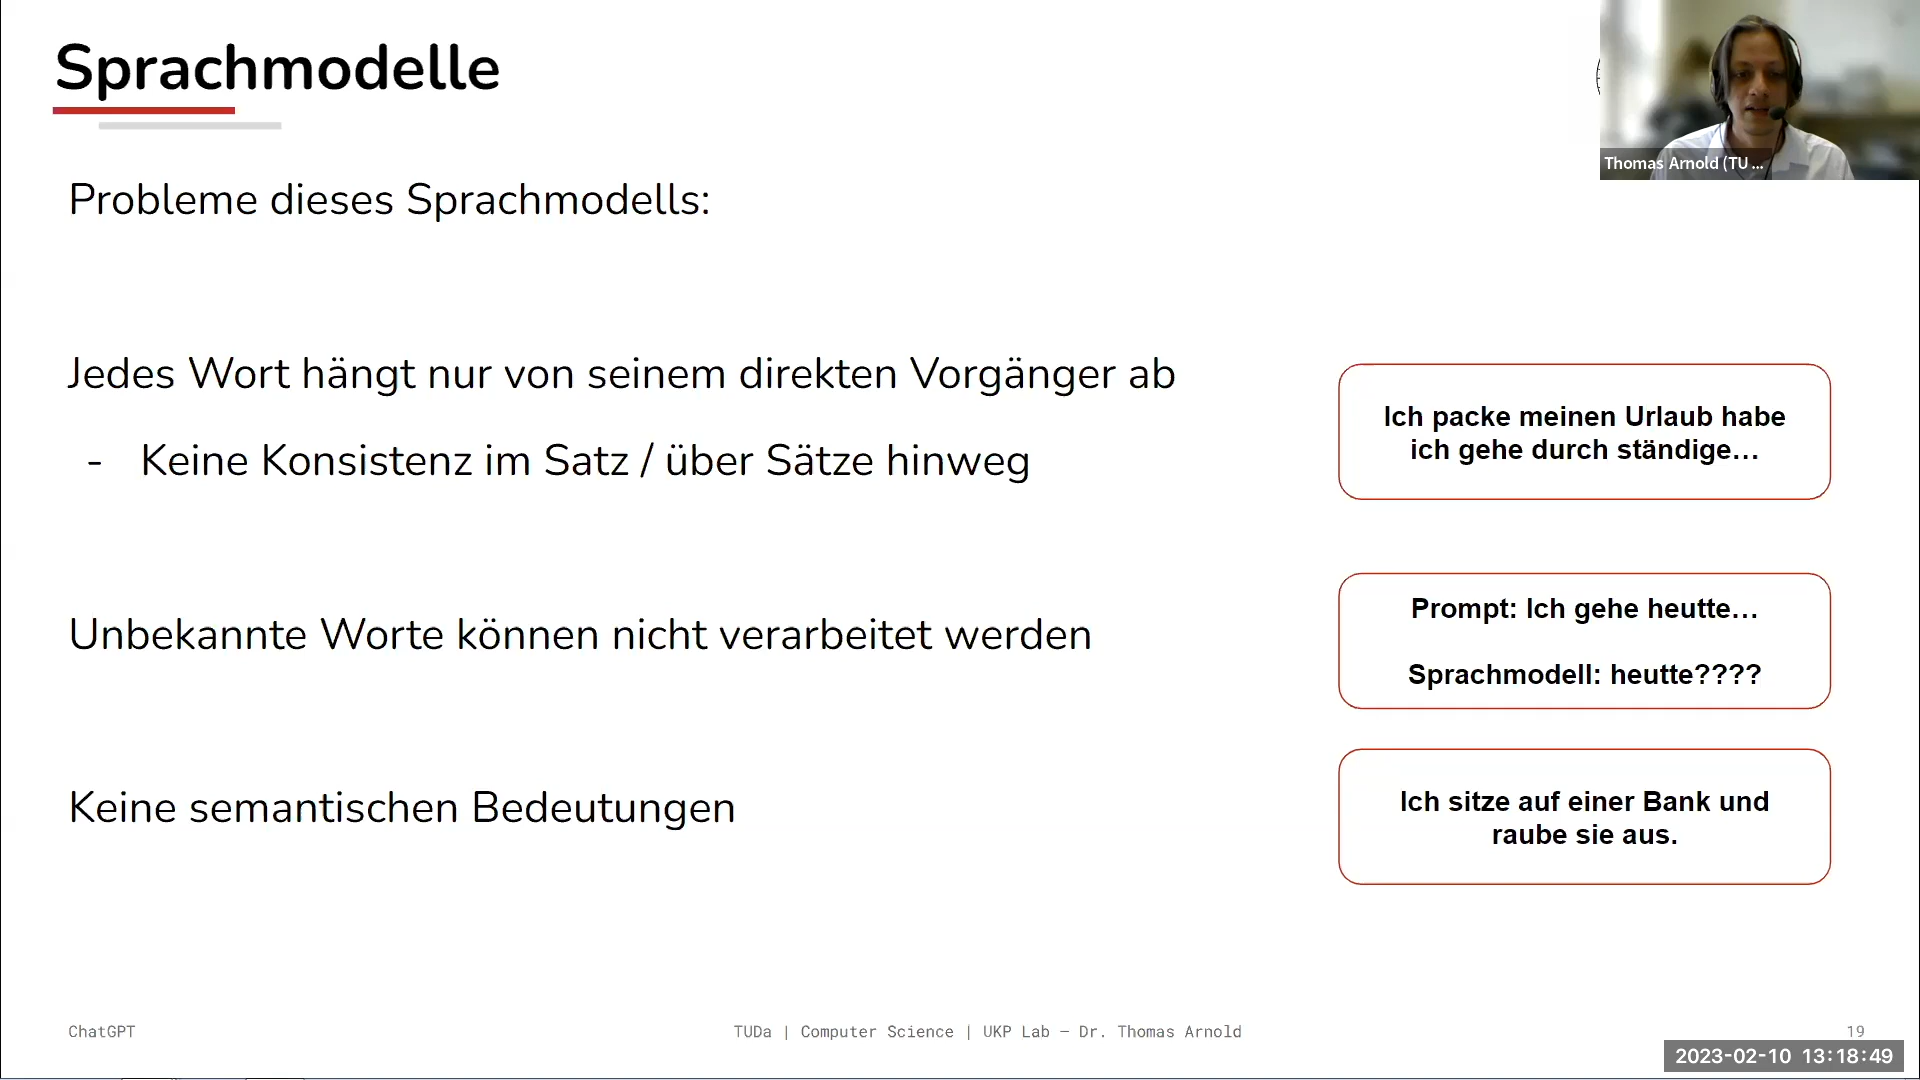 Sprachmodelle
Thomas Arnold (TU ...
Probleme dieses Sprachmodells:
Jedes Wort hängt nur von seinem direkten Vorgänger ab
- Keine Konsistenz im Satz / über Sätze hinweg
Ich packe meinen Urlaub habe
ich gehe durch ständige…
Unbekannte Worte können nicht verarbeitet werden
Prompt: Ich gehe heutte…
Sprachmodell: heutte????
Keine semantischen Bedeutungen
Ich sitze auf einer Bank und
raube sie aus.
ChatGPT
TUDa | Computer Science | UKP Lab – Dr. Thomas Arnold
19
2023-02-10 13:18:49